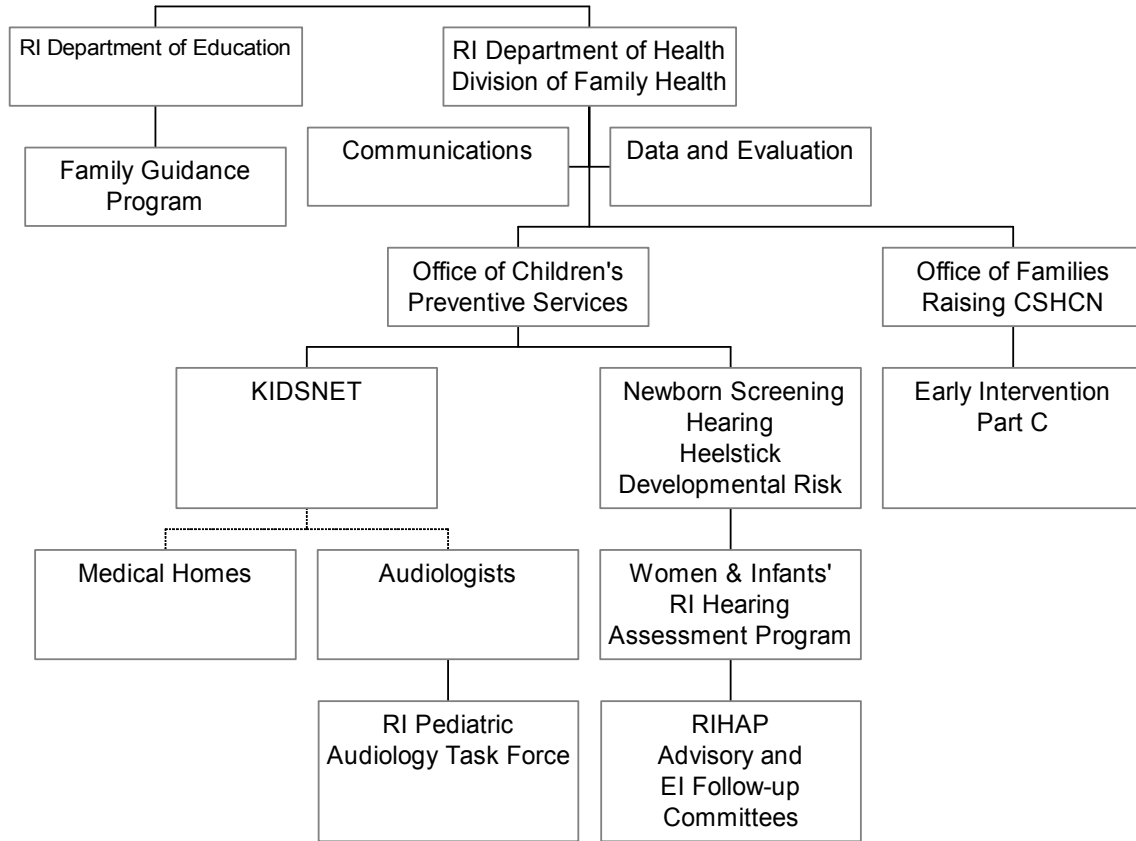 RI Department of Education
RI Department of Health
Division of Family Health
Communications
Data and Evaluation
Family Guidance
Program
Office of Children's
Preventive Services
Office of Families
Raising CSHCN
KIDSNET
Newborn Screening
Hearing
Heelstick
Developmental Risk
Early Intervention
Part C
Medical Homes
Audiologists
Women & Infants'
RI Hearing
Assessment Program
RI Pediatric
Audiology Task Force
RIHAP
Advisory and
EI Follow-up
Committees